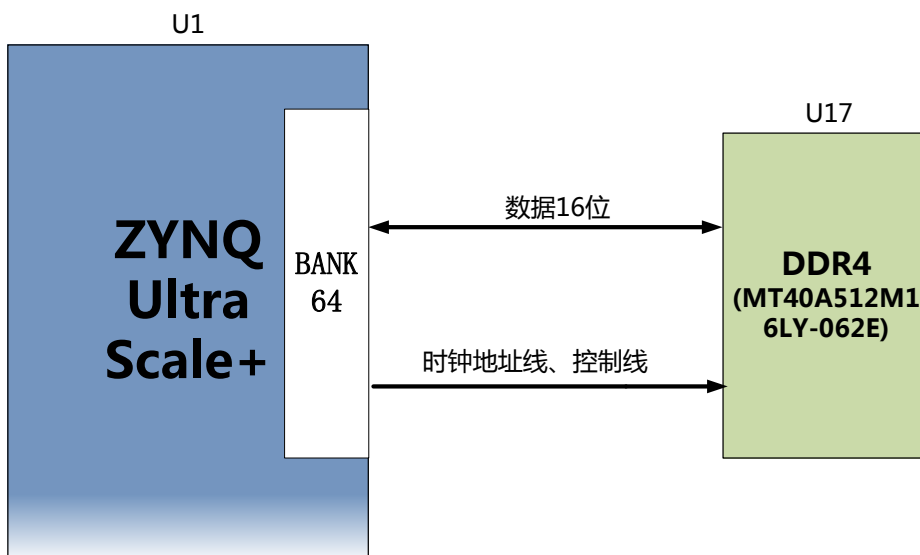 U1
U17
ZYNQ
Ultra
Scale+
BANK
64
数据16位
时钟地址线、控制线
DDR4
(MT40A512M1
6LY-062E)